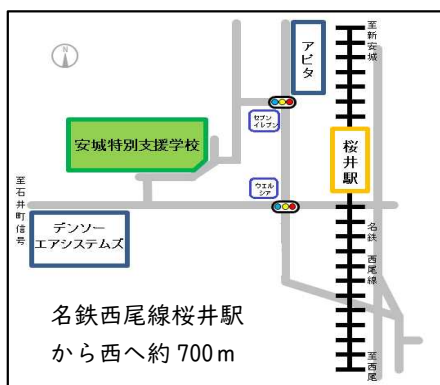 至新安城
アピタ
N
セブン
イレブン
安城特別支援学校
桜井駅
至石井町信号
ウエル
シア
デンソー
エアシステムズ
名鉄 西尾線
名鉄西尾線桜井駅
から西へ約700m
至西尾